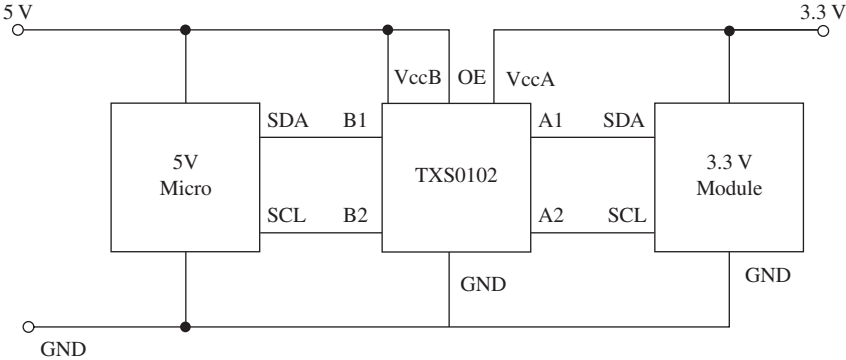 5 V
3.3 V
VccB
OE
VccA
SDA
B1
A1
SDA
5V
Micro
TXS0102
3.3 V
Module
SCL
B2
A2
SCL
GND
GND
GND